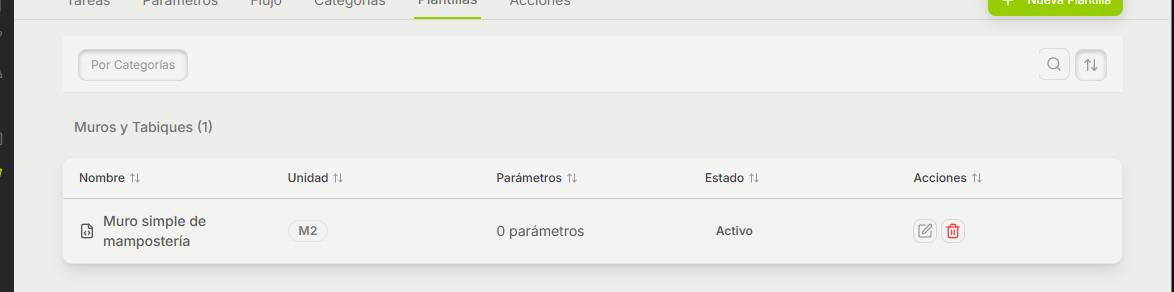 Tareas Parámetros Flujo Categorías Plantillas Acciones
Nueva Plantilla
Por Categorías
Muros y Tabiques (1)
Nombre Unidad Parámetros Estado Acciones
Muro simple de
mampostería
M2 0 parámetros Activo